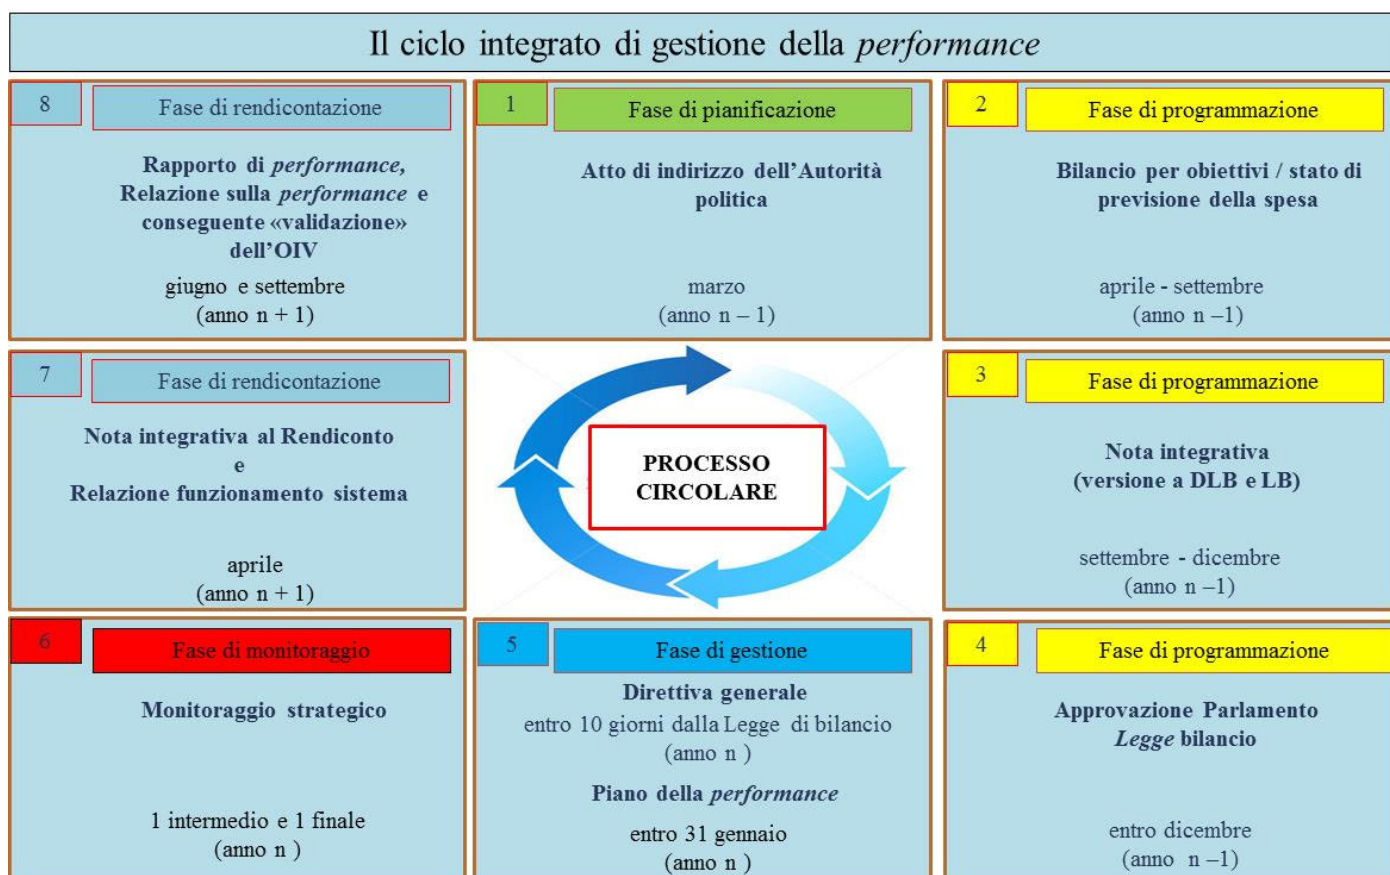 Il ciclo integrato di gestione della performance
8
Fase di rendicontazione
Rapporto di performance,
Relazione sulla performance e
conseguente «validazione»
dell’OIV
giugno e settembre
(anno n + 1)
1
Fase di pianificazione
Atto di indirizzo dell’Autorità
politica
marzo
(anno n – 1)
2
Fase di programmazione
Bilancio per obiettivi / stato di
previsione della spesa
aprile - settembre
(anno n –1)
7
Fase di rendicontazione
Nota integrativa al Rendiconto
e
Relazione funzionamento sistema
aprile
(anno n + 1)
PROCESSO
CIRCOLARE
3
Fase di programmazione
Nota integrativa
(versione a DLB e LB)
settembre - dicembre
(anno n –1)
6
Fase di monitoraggio
Monitoraggio strategico
1 intermedio e 1 finale
(anno n )
5
Fase di gestione
Direttiva generale
entro 10 giorni dalla Legge di bilancio
(anno n )
Piano della performance
entro 31 gennaio
(anno n )
4
Fase di programmazione
Approvazione Parlamento
Legge bilancio
entro dicembre
(anno n –1)